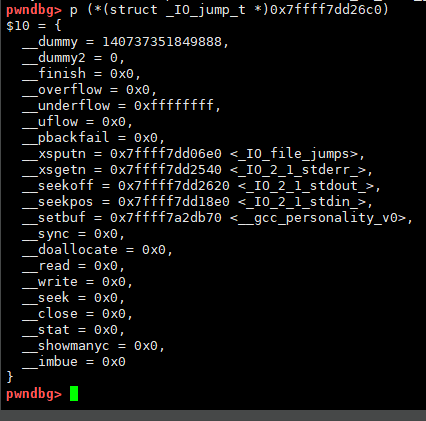 pwndbg> p (*(struct _IO_jump_t *)0x7ffff7dd26c0)
$10 = {
  __dummy = 140737351849888,
  __dummy2 = 0,
  __finish = 0x0,
  __overflow = 0x0,
  __underflow = 0xffffffff,
  __uflow = 0x0,
  __pbackfail = 0x0,
  __xsputn = 0x7ffff7dd06e0 <_IO_file_jumps>,
  __xsgetn = 0x7ffff7dd2540 <_IO_2_1_stderr_>,
  __seekoff = 0x7ffff7dd2620 <_IO_2_1_stdout_>,
  __seekpos = 0x7ffff7dd18e0 <_IO_2_1_stdin_>,
  __setbuf = 0x7ffff7a2db70 <__gcc_personality_v0>,
  __sync = 0x0,
  __doallocate = 0x0,
  __read = 0x0,
  __write = 0x0,
  __seek = 0x0,
  __close = 0x0,
  __stat = 0x0,
  __showmanyc = 0x0,
  __imbue = 0x0
}
pwndbg>